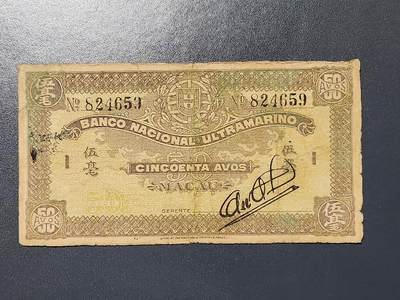 50 AVOS
伍毫
Nº 824659 Nº 824659
BANCO NACIONAL ULTRAMARINO
伍毫 伍毫
I I
CINCOENTA AVOS
MACAU
GERENTE
50 AVOS 伍毫